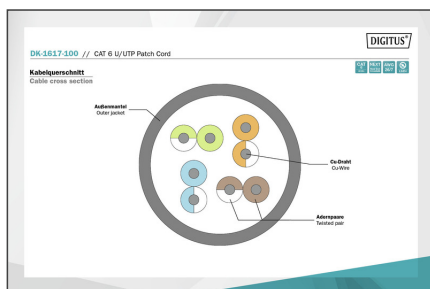 DIGITUS®
DK-1617-100 // CAT 6 U/UTP Patch Cord
Kabelquerschnitt
Cable cross section
Außenmantel
Outer jacket
Cu-Draht
Cu-Wire
Adernpaare
Twisted pair